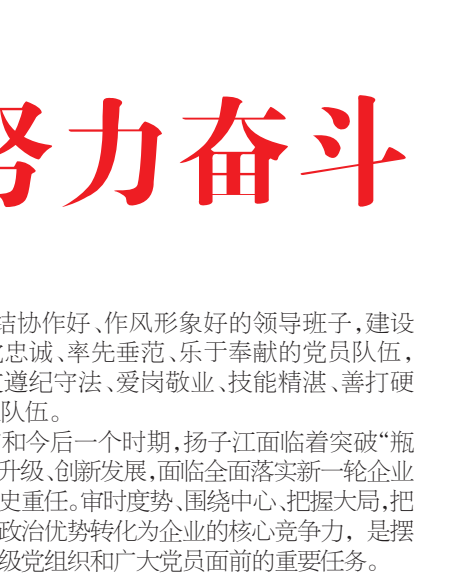 努力奋斗
结协作好、作风形象好的领导班子,建设
忠诚、率先垂范、乐于奉献的党员队伍,
遵纪守法、爱岗敬业、技能精湛、善打硬
队伍。
和今后一个时期,扬子江面临着突破“瓶
升级、创新发展,面临全面落实新一轮企业
史重任。审时度势、围绕中心、把握大局,把
政治优势转化为企业的核心竞争力，是摆
级党组织和广大党员面前的重要任务。